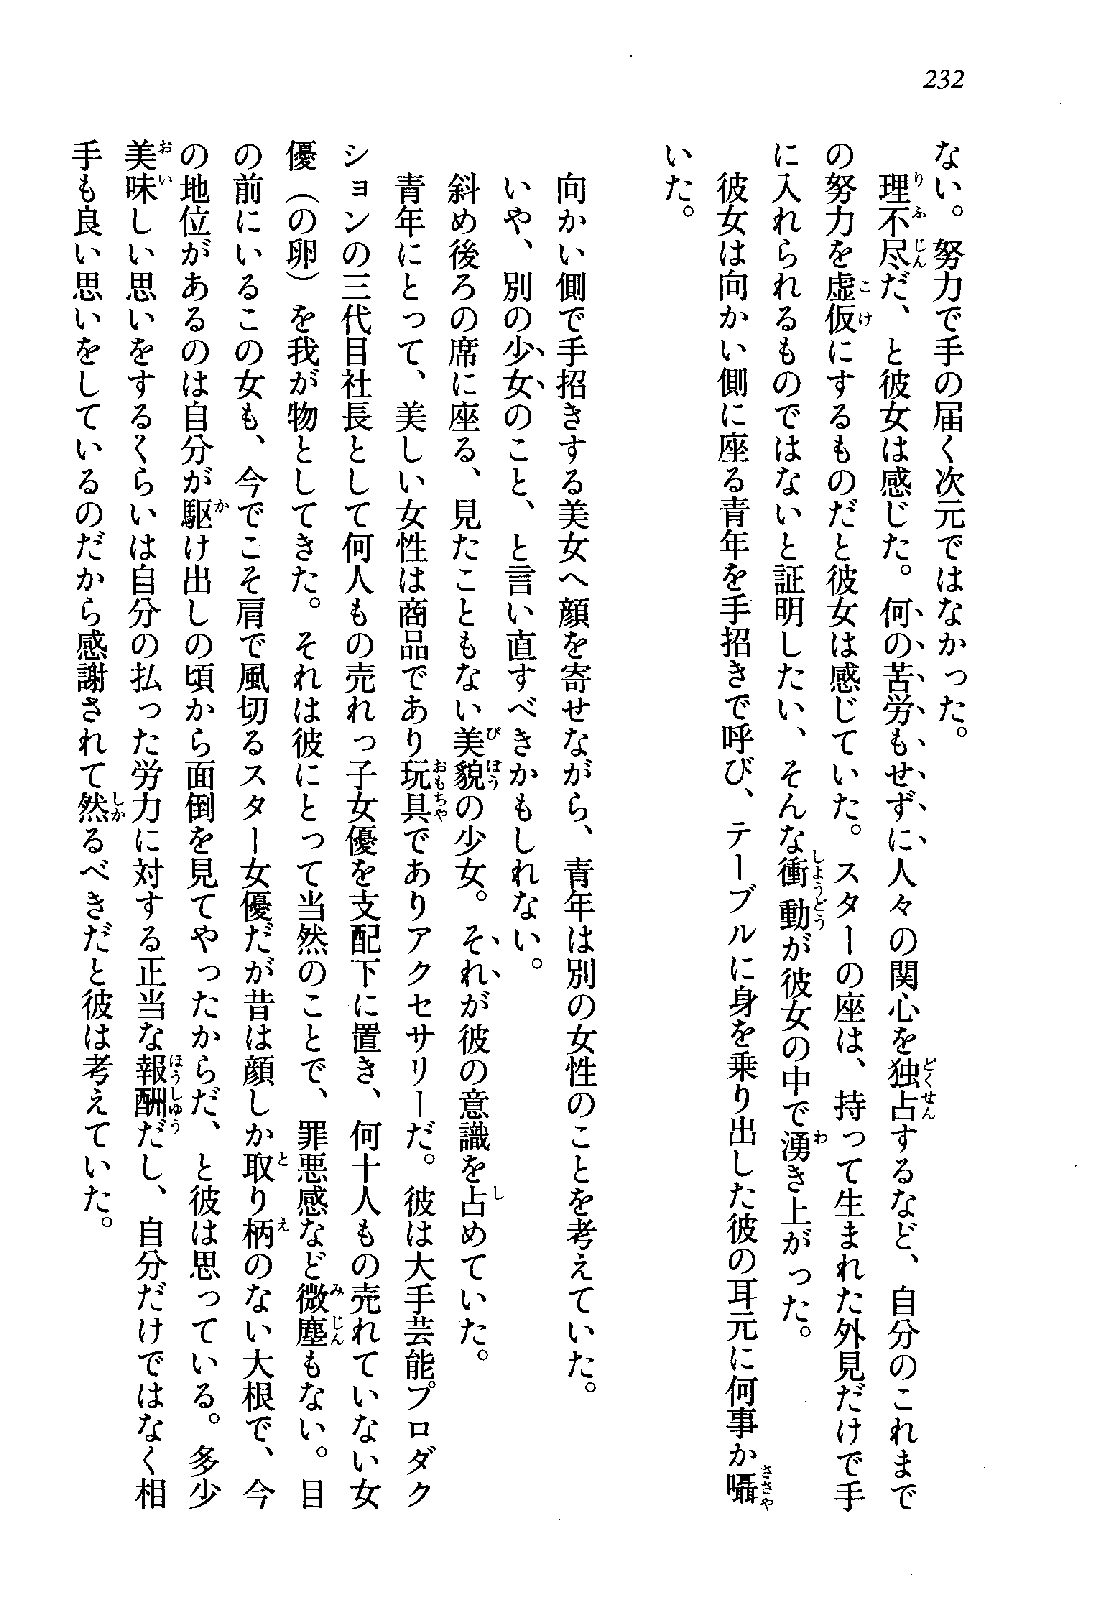 232
ない。努力で手の届く次元ではなかった。
理不尽だ、と彼女は感じた。何の苦労もせずに人々の関心を独占するなど、自分のこれまで
の努力を虚仮にするものだと彼女は感じていた。スターの座は、持って生まれた外見だけで手
に入れられるものではないと証明したい、そんな衝動が彼女の中で湧き上がった。
彼女は向かい側に座る青年を手招きで呼び、テーブルに身を乗り出した彼の耳元に何事か囁
いた。
向かい側で手招きする美女へ顔を寄せながら、青年は別の女性のことを考えていた。
いや、別の少女のこと、と言い直すべきかもしれない。
斜め後ろの席に座る、見たこともない美貌の少女。それが彼の意識を占めていた。
青年にとって、美しい女性は商品であり玩具でありアクセサリーだ。彼は大手芸能プロダク
ションの三代目社長として何人もの売れっ子女優を支配下に置き、何十人もの売れていない女
優（の卵）を我が物としてきた。それは彼にとって当然のことで、罪悪感など微塵もない。目
の前にいるこの女も、今でこそ肩で風切るスター女優だが昔は顔しか取り柄のない大根で、今
の地位があるのは自分が駆け出しの頃から面倒を見てやったからだ、と彼は思っている。多少
美味しい思いをするくらいは自分の払った労力に対する正当な報酬だし、自分だけではなく相
手も良い思いをしているのだから感謝されて然るべきだと彼は考えていた。